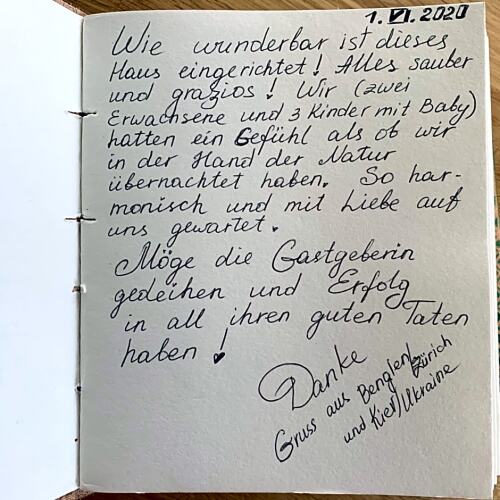 1. VI. 2020
Wie wunderbar ist dieses
Haus eingerichtet! Alles sauber
und grazios! Wir (zwei
Erwachsene und 3 Kinder mit Baby)
hatten ein Gefühl als ob wir
in der Hand der Natur
übernachtet haben. So har-
monisch und mit Liebe auf
uns gewartet.
Möge die Gastgeberin
gedeihen und Erfolg
in all ihren guten Taten
haben! ♥
Danke
Gruss aus Benglen/Zürich
und Kiev/Ukraine